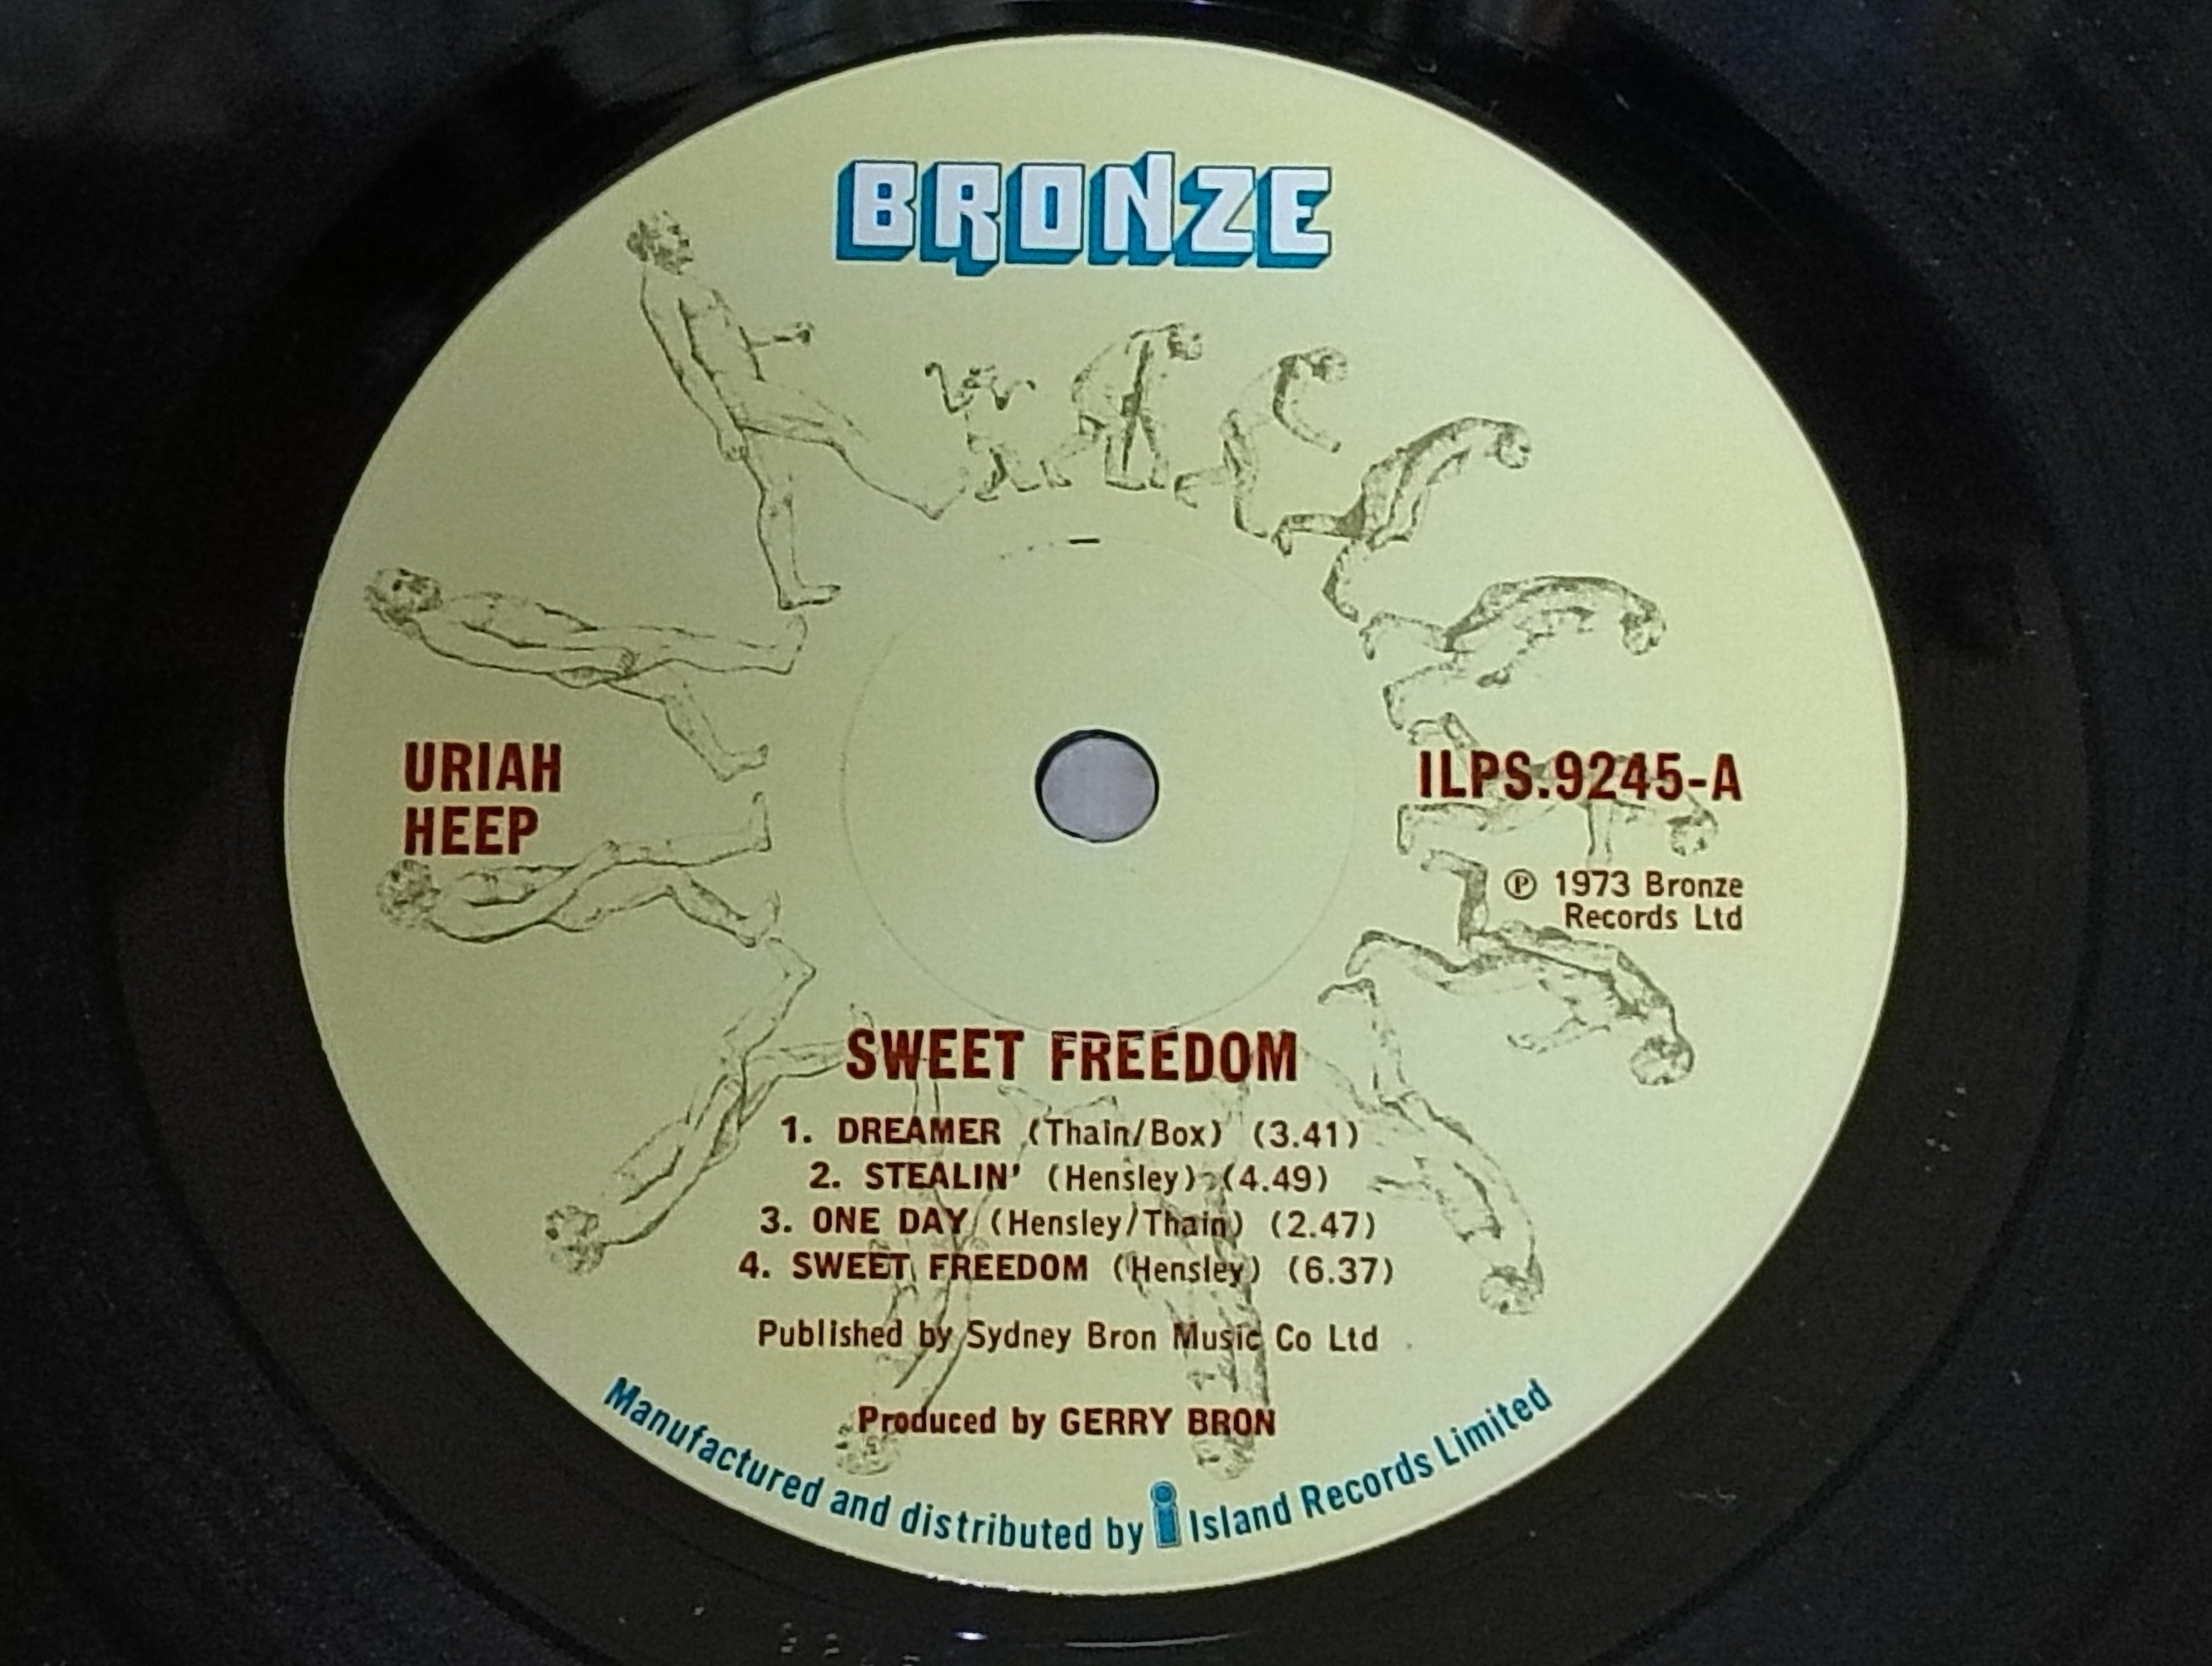 BRONZE
URIAH
HEEP
ILPS.9245-A
℗ 1973 Bronze
Records Ltd
SWEET FREEDOM
1. DREAMER (Thain/Box) (3.41)
2. STEALIN' (Hensley) (4.49)
3. ONE DAY (Hensley/Thain) (2.47)
4. SWEET FREEDOM (Hensley) (6.37)
Published by Sydney Bron Music Co Ltd
Produced by GERRY BRON
Manufactured and distributed by i Island Records Limited